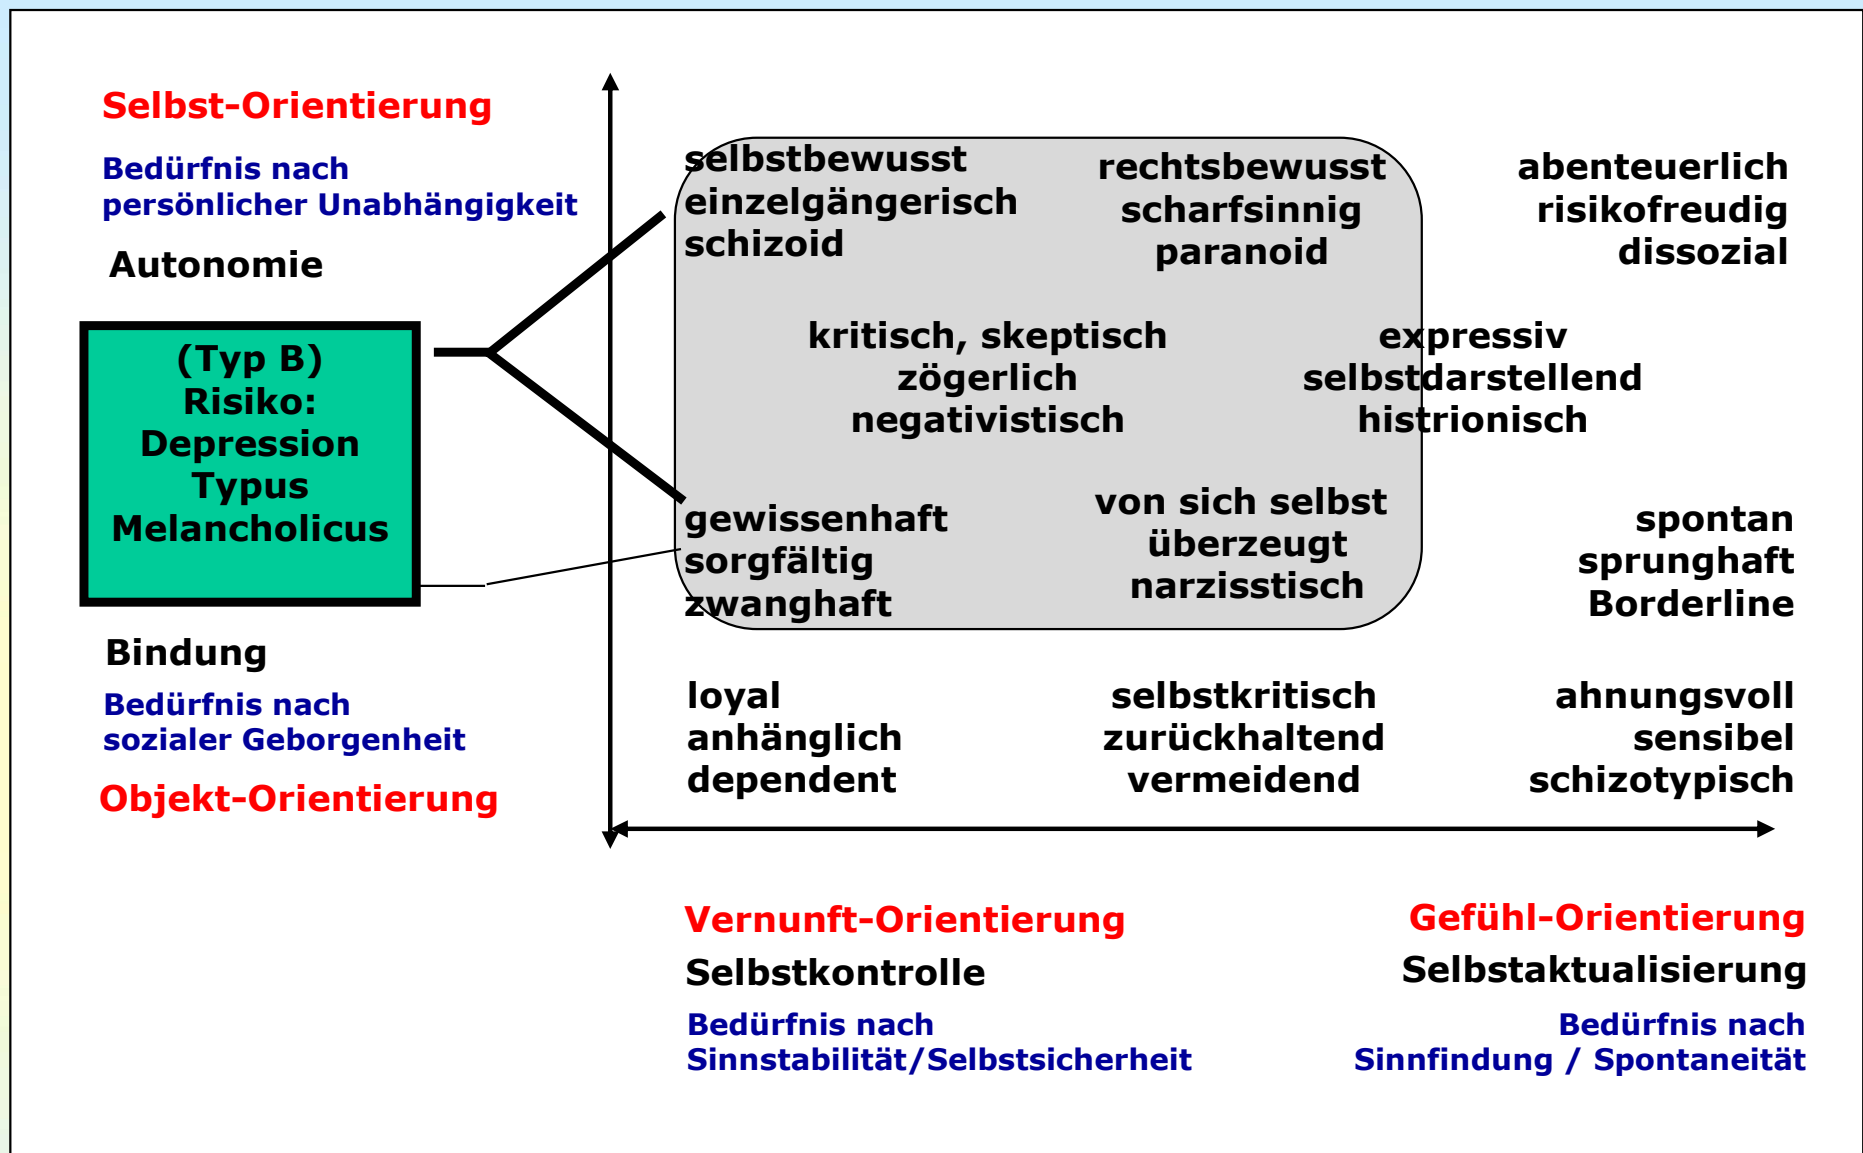 Selbst-Orientierung
Bedürfnis nach
persönlicher Unabhängigkeit
Autonomie
(Typ B)
Risiko:
Depression
Typus
Melancholicus
Bindung
Bedürfnis nach
sozialer Geborgenheit
Objekt-Orientierung
selbstbewusst
einzelgängerisch
schizoid
rechtsbewusst
scharfsinnig
paranoid
abenteuerlich
risikofreudig
dissozial
kritisch, skeptisch
zögerlich
negativistisch
expressiv
selbstdarstellend
histrionisch
gewissenhaft
sorgfältig
zwanghaft
von sich selbst
überzeugt
narzisstisch
spontan
sprunghaft
Borderline
loyal
anhänglich
dependent
selbstkritisch
zurückhaltend
vermeidend
ahnungsvoll
sensibel
schizotypisch
Vernunft-Orientierung
Selbstkontrolle
Bedürfnis nach
Sinnstabilität/Selbstsicherheit
Gefühl-Orientierung
Selbstaktualisierung
Bedürfnis nach
Sinnfindung / Spontaneität